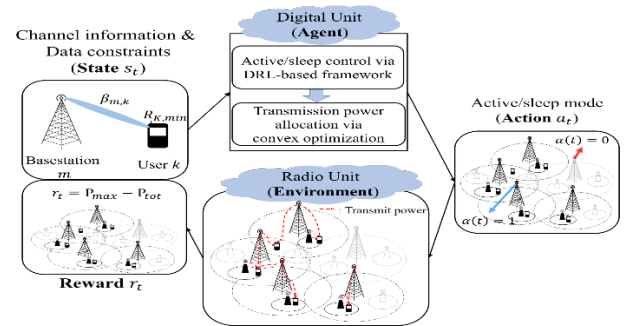 Channel information &
Data constraints
(State s_t)
β_{m,k}
R_{K,min}
Basestation
m
User k
Digital Unit
(Agent)
Active/sleep control via
DRL-based framework
Transmission power
allocation via
convex optimization
Active/sleep mode
(Action a_t)
α(t) = 0
α(t) = 1
Radio Unit
(Environment)
Transmit power
r_t = P_max − P_tot
Reward r_t